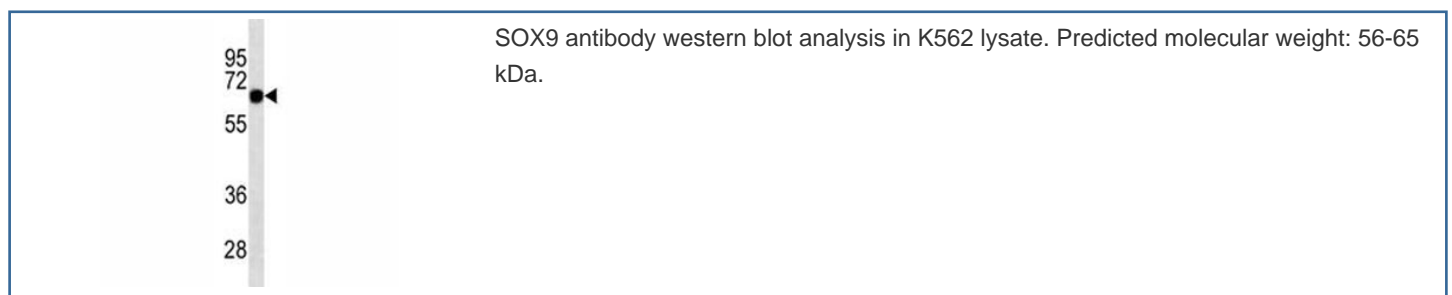 95
72
55
36
28
SOX9 antibody western blot analysis in K562 lysate. Predicted molecular weight: 56-65
kDa.